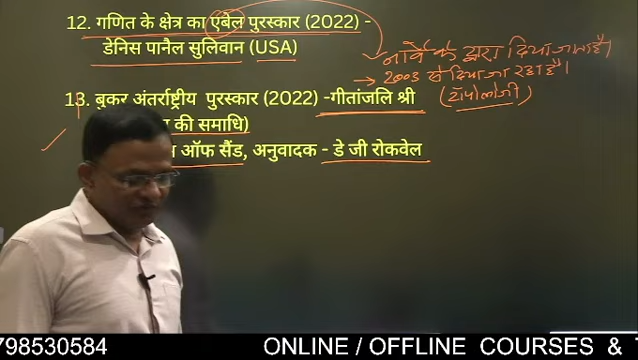 12. गणित के क्षेत्र का एबेल पुरस्कार (2022) -
डेनिस पार्नेल सुलिवान (USA)
नार्वे के द्वारा दिया जाता है।
→ 2003 से दिया जा रहा है।
(टॉपोलॉजी)
13. बुकर अंतर्राष्ट्रीय पुरस्कार (2022) -गीतांजलि श्री
की समाधि)
ऑफ सैंड, अनुवादक - डे जी रोकवेल
798530584
ONLINE / OFFLINE COURSES &